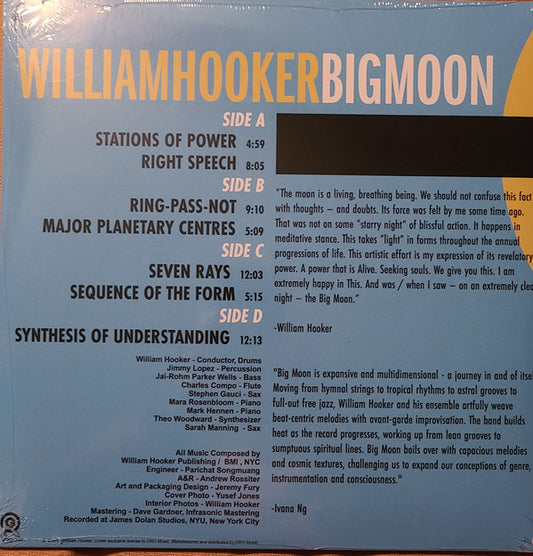 WILLIAMHOOKERBIGMOON
SIDE A
STATIONS OF POWER 4:59
RIGHT SPEECH 8:05
SIDE B
RING-PASS-NOT 9:10
MAJOR PLANETARY CENTRES 5:09
SIDE C
SEVEN RAYS 12:03
SEQUENCE OF THE FORM 5:15
SIDE D
SYNTHESIS OF UNDERSTANDING 12:13
William Hooker - Conductor, Drums
Jimmy Lopez - Percussion
Jai-Rohm Parker Wells - Bass
Charles Compo - Flute
Stephen Gauci - Sax
Mara Rosenbloom - Piano
Mark Hennen - Piano
Theo Woodward - Synthesizer
Sarah Manning - Sax
All Music Composed by
William Hooker Publishing / BMI , NYC
Engineer - Parichat Songmuang
A&R - Andrew Rossiter
Art and Packaging Design - Jeremy Fury
Cover Photo - Yusef Jones
Interior Photos - William Hooker
Mastering - Dave Gardner, Infrasonic Mastering
Recorded at James Dolan Studios, NYU, New York City
William Hooker. Under exclusive license to ORG Music. Manufactured and distributed by ORG Music
"The moon is a living, breathing being. We should not confuse this fact
with thoughts – and doubts. Its force was felt by me some time ago.
That was not on some "starry night" of blissful action. It happens in
meditative stance. This takes "light" in forms throughout the annual
progressions of life. This artistic effort is my expression of its revelatory
power. A power that is Alive. Seeking souls. We give you this. I am
extremely happy in This. And was / when I saw – on an extremely clea
night – the Big Moon."
-William Hooker
"Big Moon is expansive and multidimensional - a journey in and of itsel
Moving from hymnal strings to tropical rhythms to astral grooves to
full-out free jazz, William Hooker and his ensemble artfully weave
beat-centric melodies with avant-garde improvisation. The band builds
heat as the record progresses, working up from lean grooves to
sumptuous spiritual lines. Big Moon boils over with capacious melodies
and cosmic textures, challenging us to expand our conceptions of genre,
instrumentation and consciousness."
-Ivana Ng